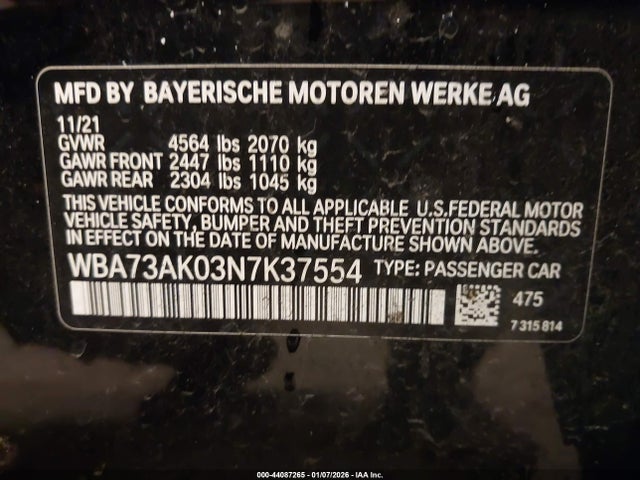 MFD BY BAYERISCHE MOTOREN WERKE AG
11/21
GVWR 4564 lbs 2070 kg
GAWR FRONT 2447 lbs 1110 kg
GAWR REAR 2304 lbs 1045 kg
THIS VEHICLE CONFORMS TO ALL APPLICABLE U.S.FEDERAL MOTOR
VEHICLE SAFETY, BUMPER AND THEFT PREVENTION STANDARDS
IN EFFECT ON THE DATE OF MANUFACTURE SHOWN ABOVE.
WBA73AK03N7K37554 TYPE: PASSENGER CAR
475
7 315 814
000-44087265 - 01/07/2026 - IAA Inc.